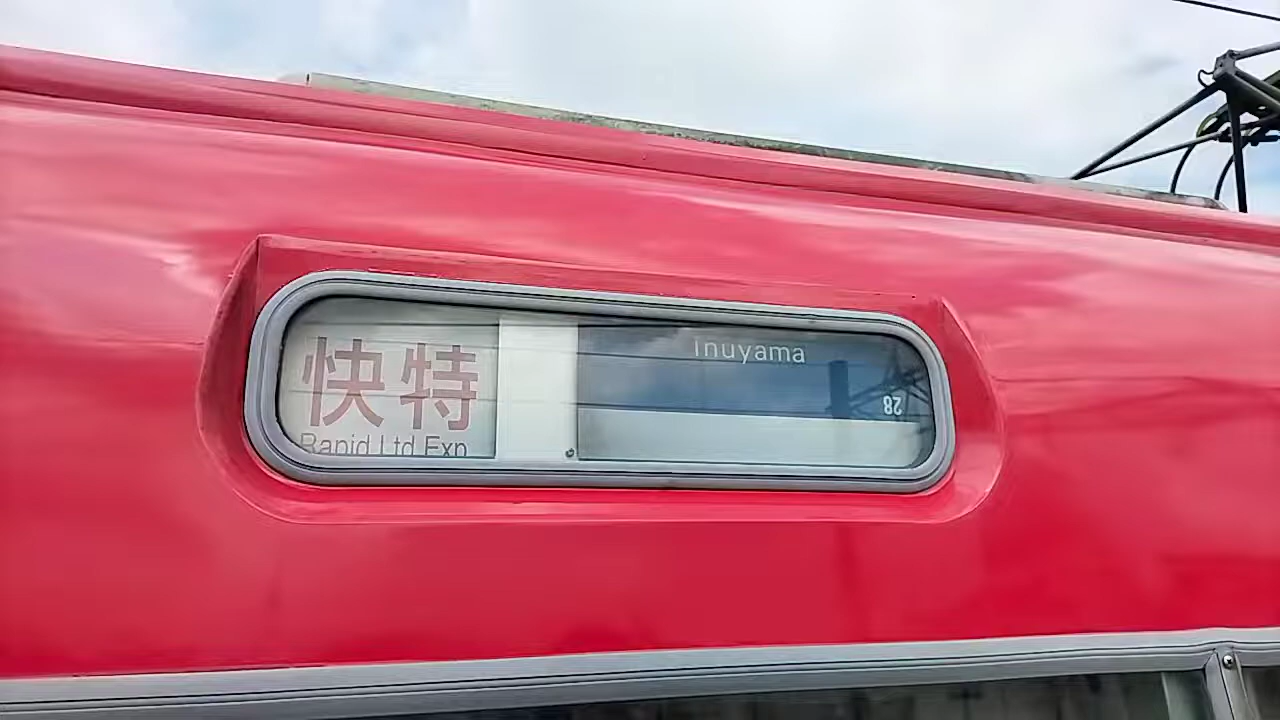 快特
Rapid Ltd Exp
Inuyama
28